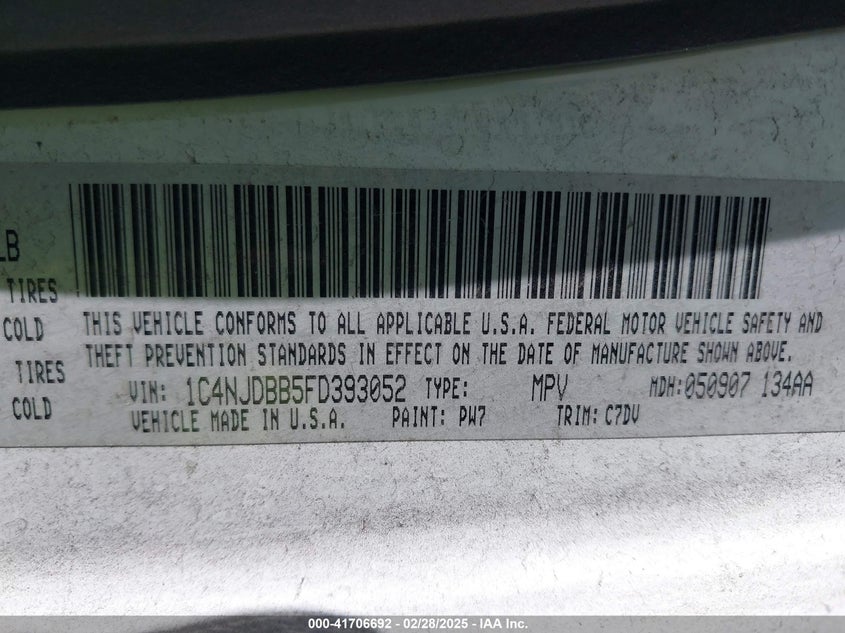 LB
TIRES
COLD
TIRES
COLD
THIS VEHICLE CONFORMS TO ALL APPLICABLE U.S.A. FEDERAL MOTOR VEHICLE SAFETY AND
THEFT PREVENTION STANDARDS IN EFFECT ON THE DATE OF MANUFACTURE SHOWN ABOVE.
VIN: 1C4NJDBB5FD393052 TYPE: MPV MDH:050907 134AA
VEHICLE MADE IN U.S.A. PAINT: PW7 TRIM: C7DV
000-41706692 - 02/28/2025 - IAA Inc.